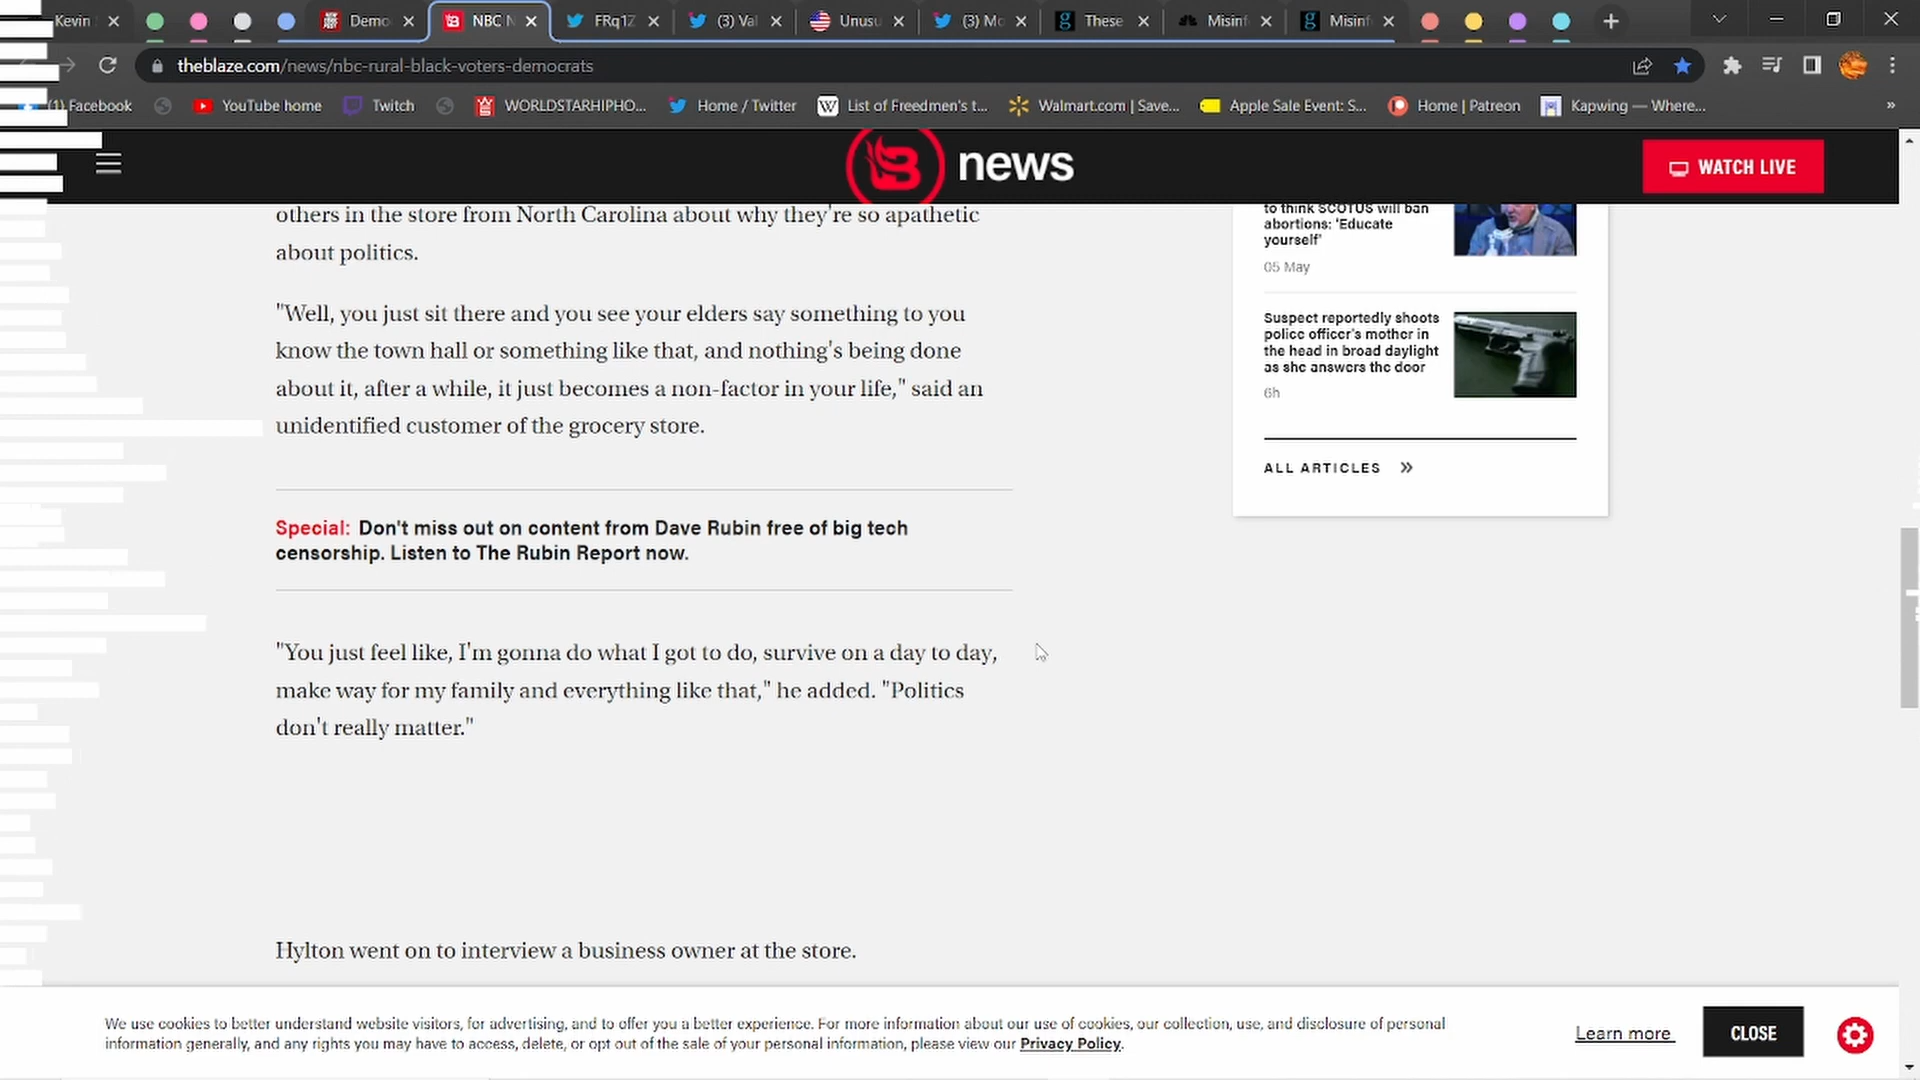 Kevin
Demo
NBC N
FRq1Z
(3) Val
Unusu
(3) Mo
These
Misinf
Misinf
theblaze.com/news/nbc-rural-black-voters-democrats
(1) Facebook
YouTube home
Twitch
WORLDSTARHIPHO...
Home / Twitter
List of Freedmen's t...
Walmart.com | Save...
Apple Sale Event: S...
Home | Patreon
Kapwing — Where...
news
WATCH LIVE
others in the store from North Carolina about why they're so apathetic
about politics.
"Well, you just sit there and you see your elders say something to you
know the town hall or something like that, and nothing's being done
about it, after a while, it just becomes a non-factor in your life," said an
unidentified customer of the grocery store.
Special: Don't miss out on content from Dave Rubin free of big tech
censorship. Listen to The Rubin Report now.
"You just feel like, I'm gonna do what I got to do, survive on a day to day,
make way for my family and everything like that," he added. "Politics
don't really matter."
Hylton went on to interview a business owner at the store.
to think SCOTUS will ban
abortions: 'Educate
yourself'
05 May
Suspect reportedly shoots
police officer's mother in
the head in broad daylight
as she answers the door
6h
ALL ARTICLES »
We use cookies to better understand website visitors, for advertising, and to offer you a better experience. For more information about our use of cookies, our collection, use, and disclosure of personal
information generally, and any rights you may have to access, delete, or opt out of the sale of your personal information, please view our Privacy Policy.
Learn more
CLOSE